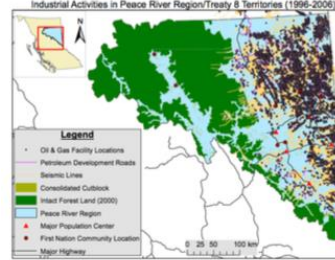 Industrial Activities in Peace River Region/Treaty 8 Territories (1996-2006)
N
Legend
Oil & Gas Facility Locations
Petroleum Development Roads
Seismic Lines
Consolidated Cutblock
Intact Forest Land (2000)
Peace River Region
Major Population Center
First Nation Community Location
Major Highway
0 25 50 100 km